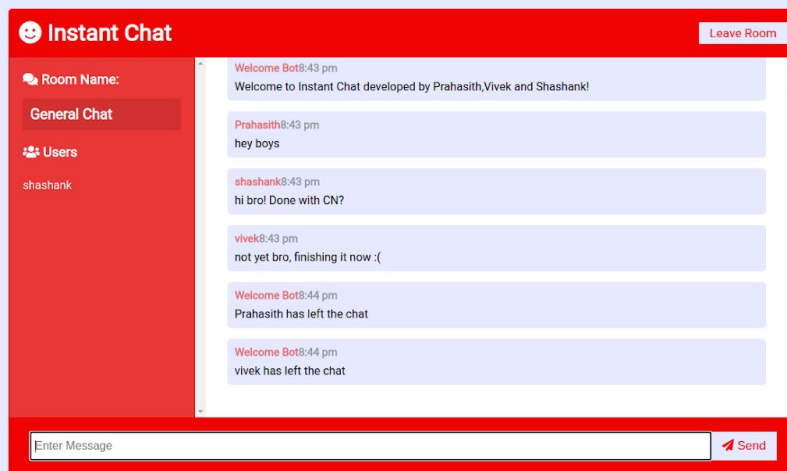 Instant Chat
Leave Room
Room Name:
General Chat
Users
shashank
Welcome Bot8:43 pm
Welcome to Instant Chat developed by Prahasith,Vivek and Shashank!
Prahasith8:43 pm
hey boys
shashank8:43 pm
hi bro! Done with CN?
vivek8:43 pm
not yet bro, finishing it now :(
Welcome Bot8:44 pm
Prahasith has left the chat
Welcome Bot8:44 pm
vivek has left the chat
Enter Message
Send